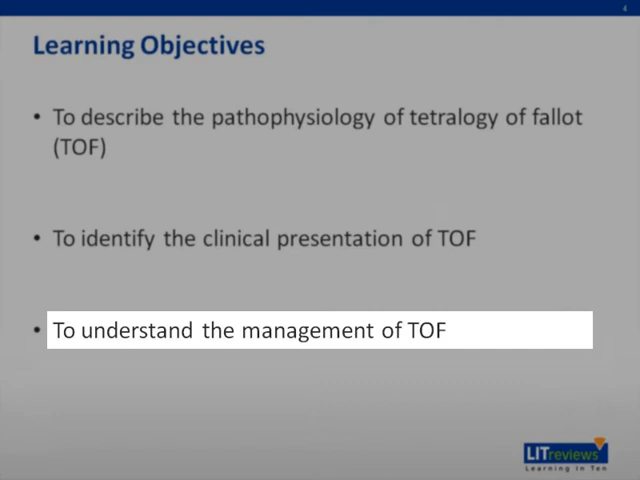 4
Learning Objectives
• To describe the pathophysiology of tetralogy of fallot
(TOF)
• To identify the clinical presentation of TOF
• To understand the management of TOF
LITreviews
Learning In Ten